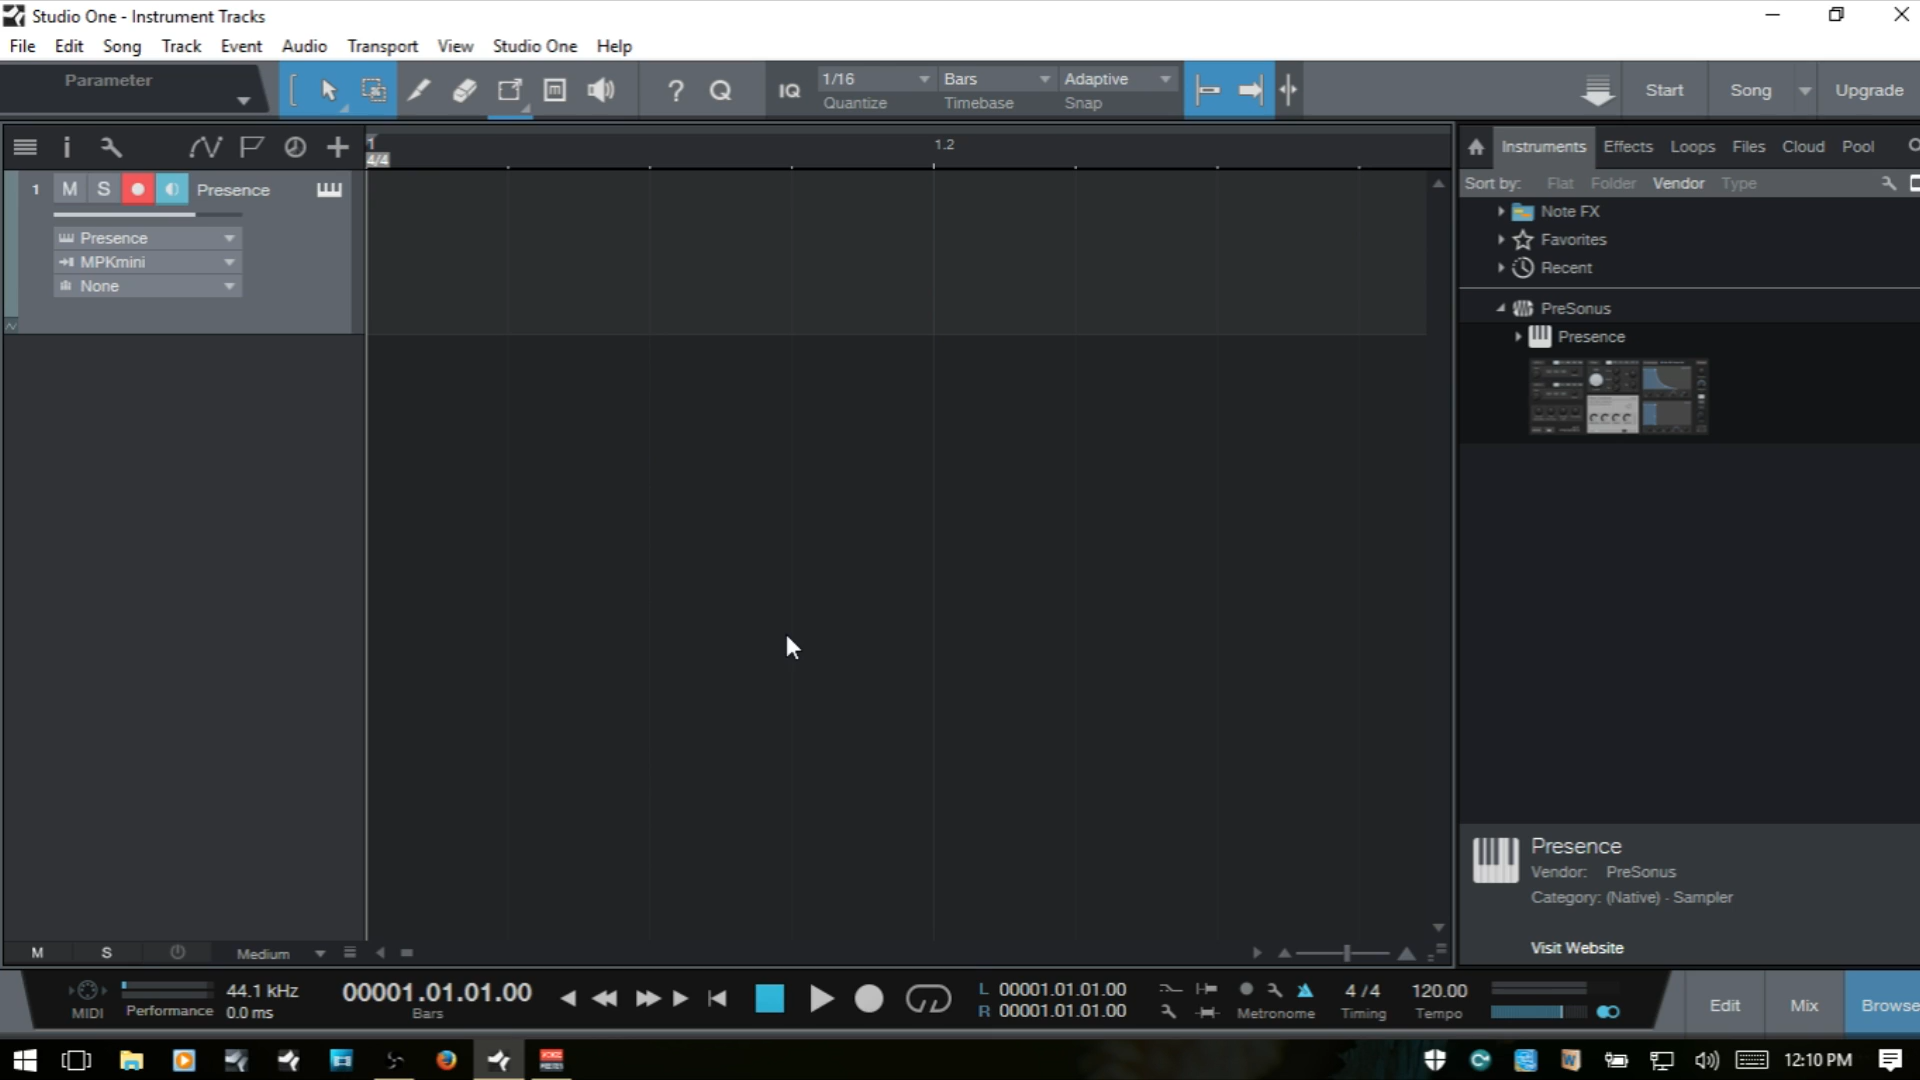 Studio One - Instrument Tracks
File Edit Song Track Event Audio Transport View Studio One Help
Parameter
? Q
IQ
1/16 Bars Adaptive
Quantize Timebase Snap
Start Song Upgrade
1 1.2
4/4
Instruments Effects Loops Files Cloud Pool
Sort by: Flat Folder Vendor Type
1 M S Presence
Presence
MPKmini
None
Note FX
Favorites
Recent
PreSonus
Presence
Presence
Vendor: PreSonus
Category: (Native) - Sampler
Visit Website
M S Medium
MIDI
Performance
44.1 kHz
0.0 ms
00001.01.01.00
Bars
L 00001.01.01.00
R 00001.01.01.00
Metronome
4 / 4
Timing
120.00
Tempo
Edit Mix Browse
12:10 PM